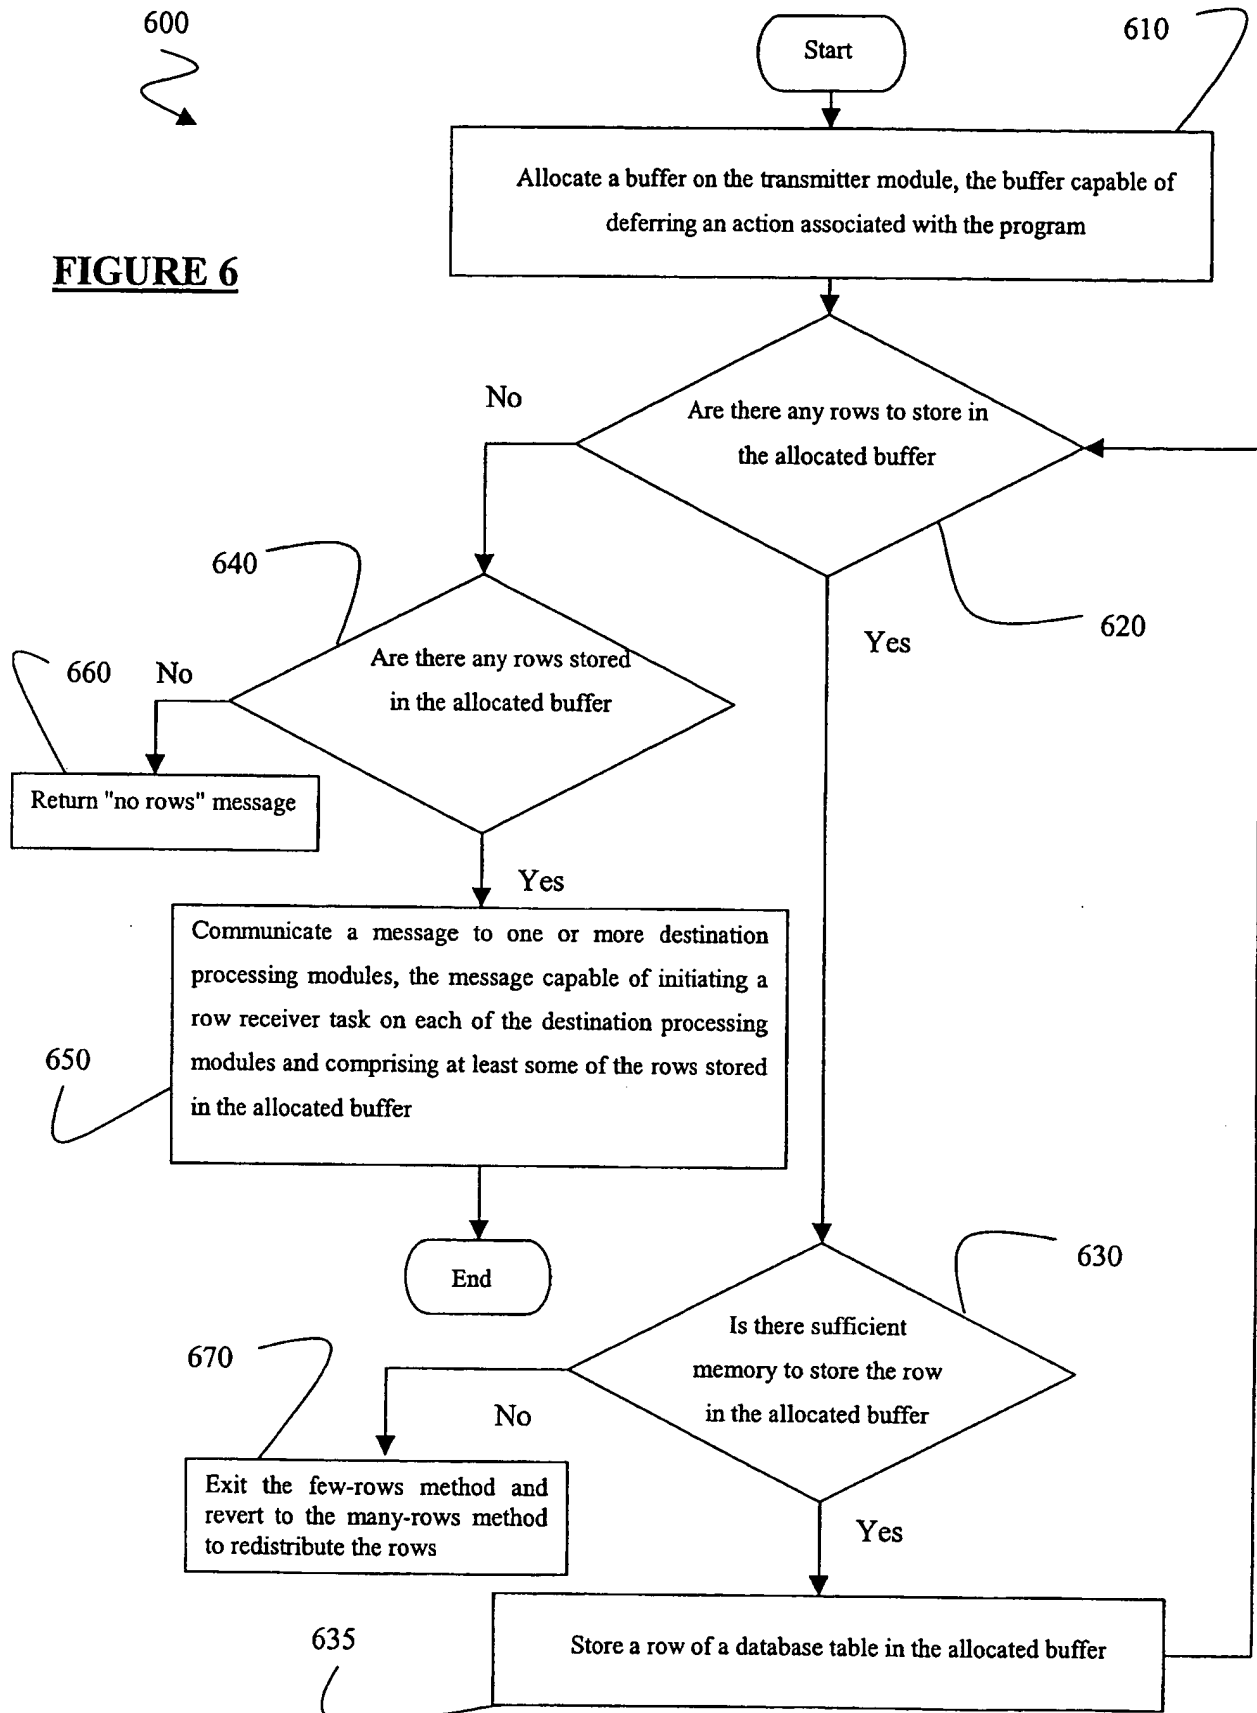 600
Start
610
Allocate a buffer on the transmitter module, the buffer capable of
deferring an action associated with the program
FIGURE 6
No
Are there any rows to store in
the allocated buffer
640
620
Yes
Are there any rows stored
in the allocated buffer
660
No
Return "no rows" message
Yes
Communicate a message to one or more destination
processing modules, the message capable of initiating a
row receiver task on each of the destination processing
modules and comprising at least some of the rows stored
in the allocated buffer
650
End
630
Is there sufficient
memory to store the row
in the allocated buffer
670
No
Exit the few-rows method and
revert to the many-rows method
to redistribute the rows
Yes
635
Store a row of a database table in the allocated buffer